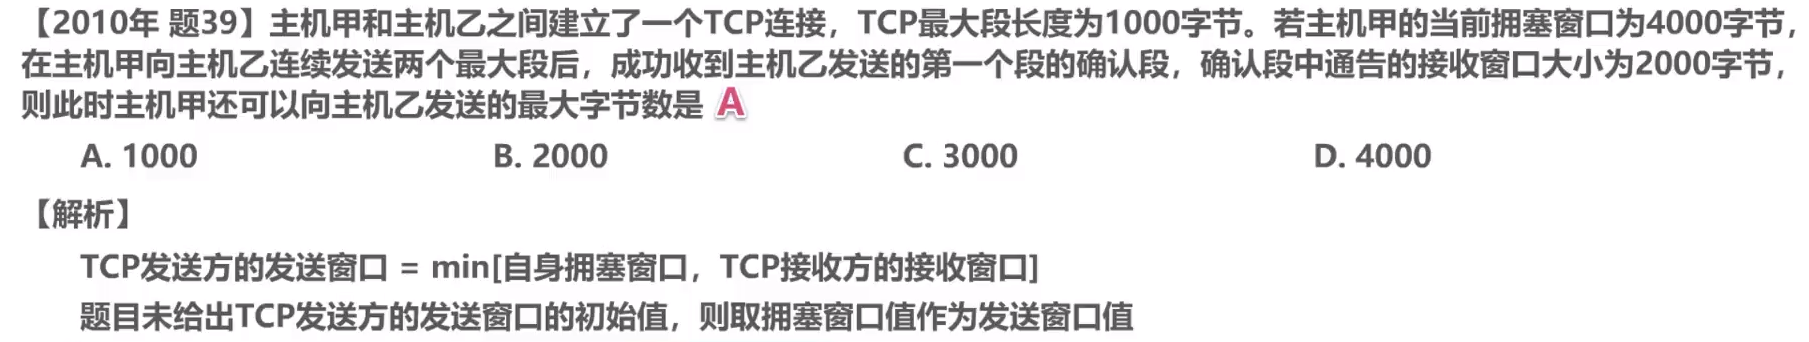 【2010年 题39】主机甲和主机乙之间建立了一个TCP连接，TCP最大段长度为1000字节。若主机甲的当前拥塞窗口为4000字节，
在主机甲向主机乙连续发送两个最大段后，成功收到主机乙发送的第一个段的确认段，确认段中通告的接收窗口大小为2000字节，
则此时主机甲还可以向主机乙发送的最大字节数是 A
A. 1000 B. 2000 C. 3000 D. 4000
【解析】
TCP发送方的发送窗口 = min[自身拥塞窗口，TCP接收方的接收窗口]
题目未给出TCP发送方的发送窗口的初始值，则取拥塞窗口值作为发送窗口值